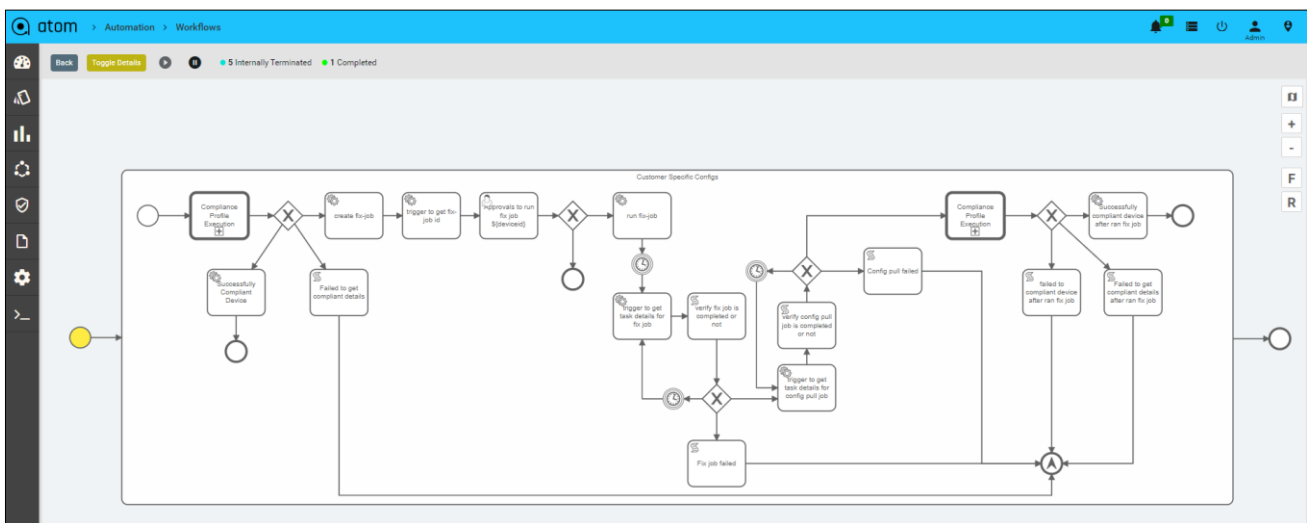 atom > Automation > Workflows
0
Admin
Back
Toggle Details
5 Internally Terminated
1 Completed
+
-
F
R
Customer Specific Configs
Compliance
Profile
Execution
X
create fix-job
trigger to get fix-
job id
Approvals to run
fix job
${deviceid}
X
run fix-job
Compliance
Profile
Execution
X
Successfully
compliant device
after ran fix job
Successfully
Compliant
Device
Failed to get
compliant details
X
Config pull failed
failed to
compliant device
after ran fix job
Failed to get
compliant details
after ran fix job
trigger to get
task details for
fix job
verify fix job is
completed or
not
verify config pull
job is completed
or not
X
trigger to get
task details for
config pull job
Fix job failed